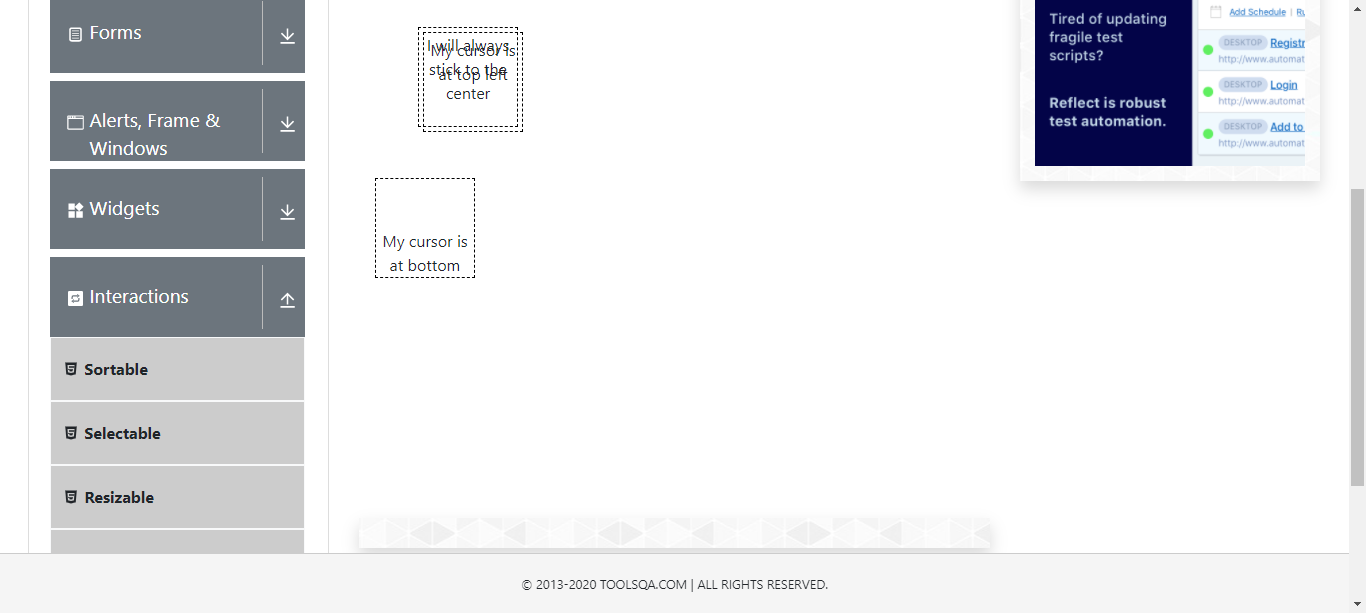 Forms
Alerts, Frame &
Windows
Widgets
Interactions
Sortable
Selectable
Resizable
I will always
stick to the
center
My cursor is
at top left
My cursor is
at bottom
Tired of updating
fragile test
scripts?
Reflect is robust
test automation.
Add Schedule |
DESKTOP Registr
http://www.automat
DESKTOP Login
http://www.automat
DESKTOP Add to
http://www.automat
© 2013-2020 TOOLSQA.COM | ALL RIGHTS RESERVED.